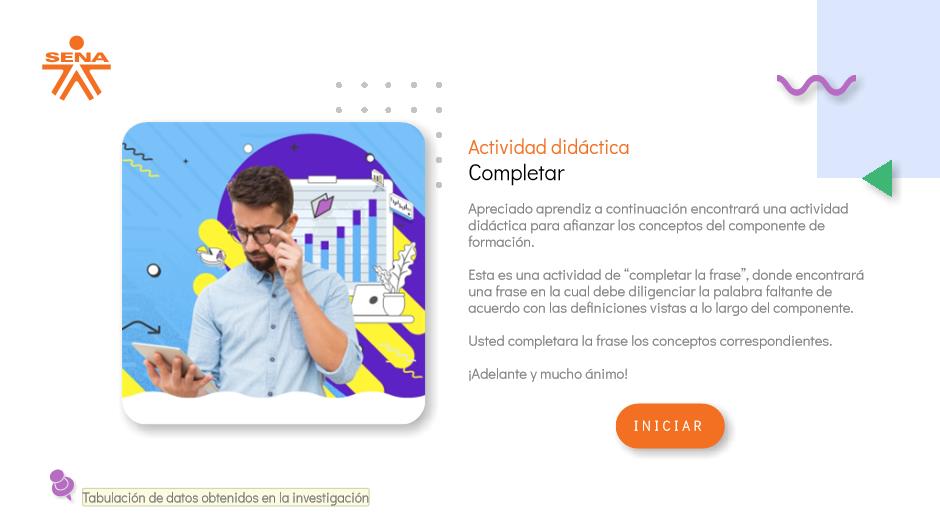 SENA
Actividad didáctica
Completar
Apreciado aprendiz a continuación encontrará una actividad
didáctica para afianzar los conceptos del componente de
formación.
Esta es una actividad de “completar la frase”, donde encontrará
una frase en la cual debe diligenciar la palabra faltante de
acuerdo con las definiciones vistas a lo largo del componente.
Usted completara la frase los conceptos correspondientes.
¡Adelante y mucho ánimo!
INICIAR
Tabulación de datos obtenidos en la investigación